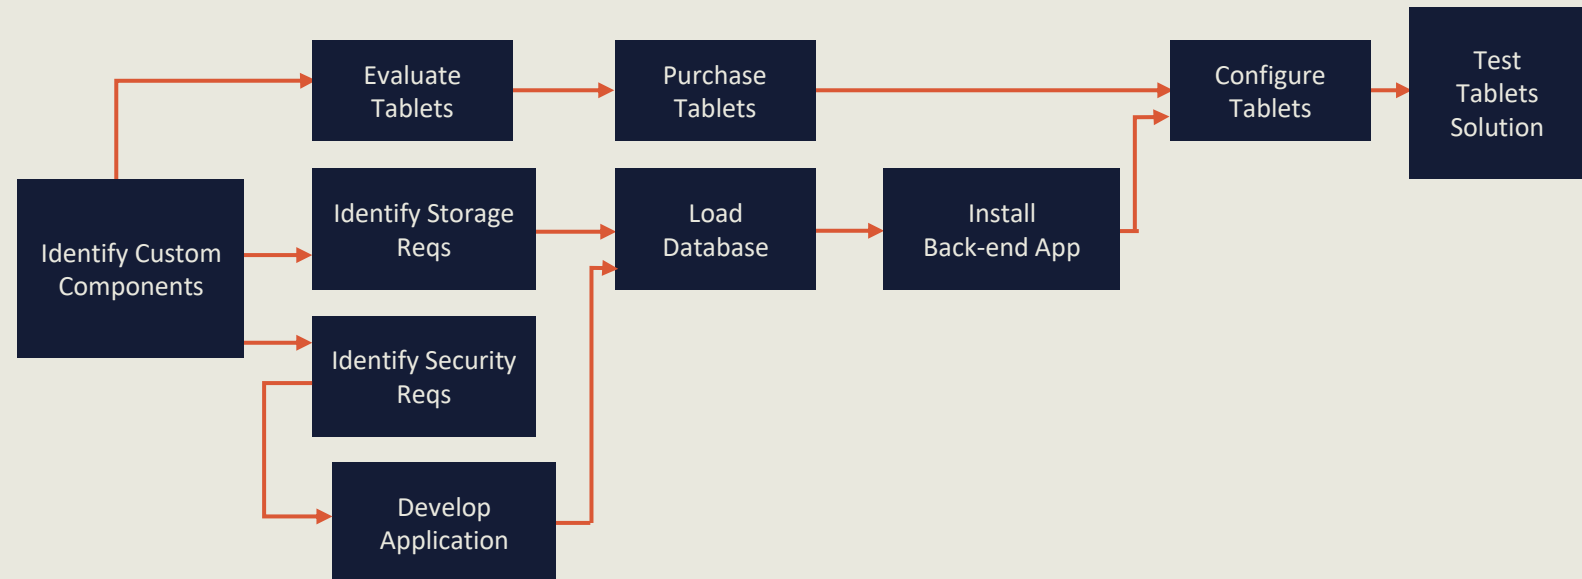 Evaluate
Tablets
Purchase
Tablets
Configure
Tablets
Test
Tablets
Solution
Identify Custom
Components
Identify Storage
Reqs
Load
Database
Install
Back-end App
Identify Security
Reqs
Develop
Application